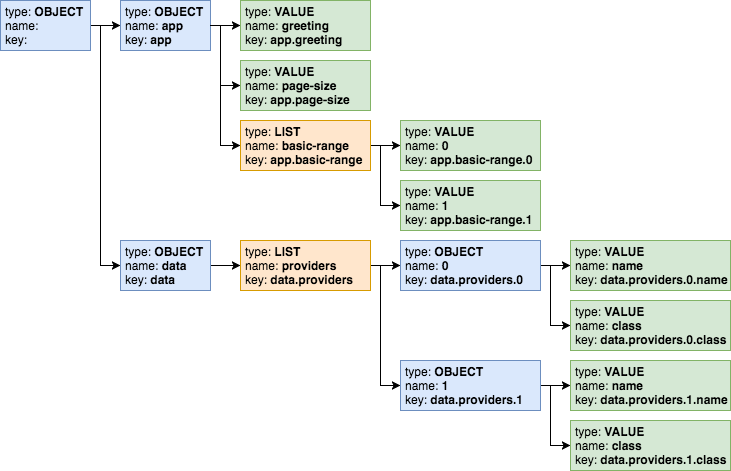 type: OBJECT
name:
key:
type: OBJECT
name: app
key: app
type: VALUE
name: greeting
key: app.greeting
type: VALUE
name: page-size
key: app.page-size
type: LIST
name: basic-range
key: app.basic-range
type: VALUE
name: 0
key: app.basic-range.0
type: VALUE
name: 1
key: app.basic-range.1
type: OBJECT
name: data
key: data
type: LIST
name: providers
key: data.providers
type: OBJECT
name: 0
key: data.providers.0
type: VALUE
name: name
key: data.providers.0.name
type: VALUE
name: class
key: data.providers.0.class
type: OBJECT
name: 1
key: data.providers.1
type: VALUE
name: name
key: data.providers.1.name
type: VALUE
name: class
key: data.providers.1.class